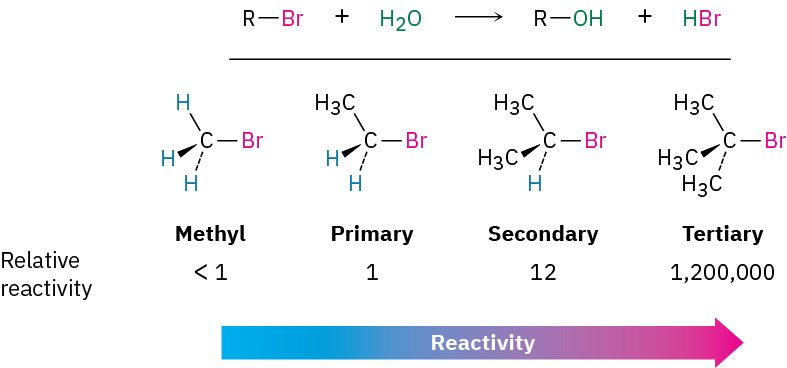 R—Br + H₂O ⟶ R—OH + HBr
H H₃C H₃C H₃C
C—Br C—Br C—Br C—Br
H H H₃C H₃C
H H H H₃C
Methyl Primary Secondary Tertiary
Relative
reactivity
< 1 1 12 1,200,000
Reactivity